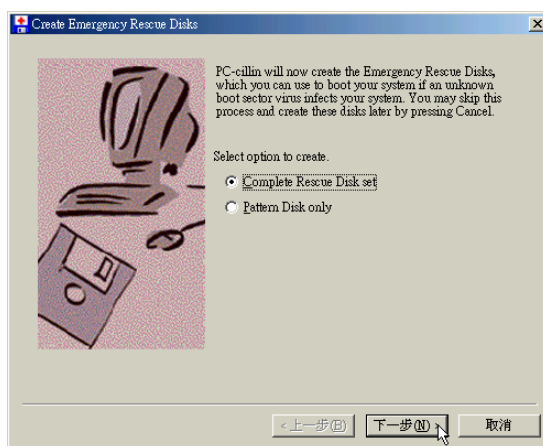 Create Emergency Rescue Disks
PC-cillin will now create the Emergency Rescue Disks,
which you can use to boot your system if an unknown
boot sector virus infects your system. You may skip this
process and create these disks later by pressing Cancel.
Select option to create.
Complete Rescue Disk set
Pattern Disk only
<上一步(B)
下一步(N)>
取消